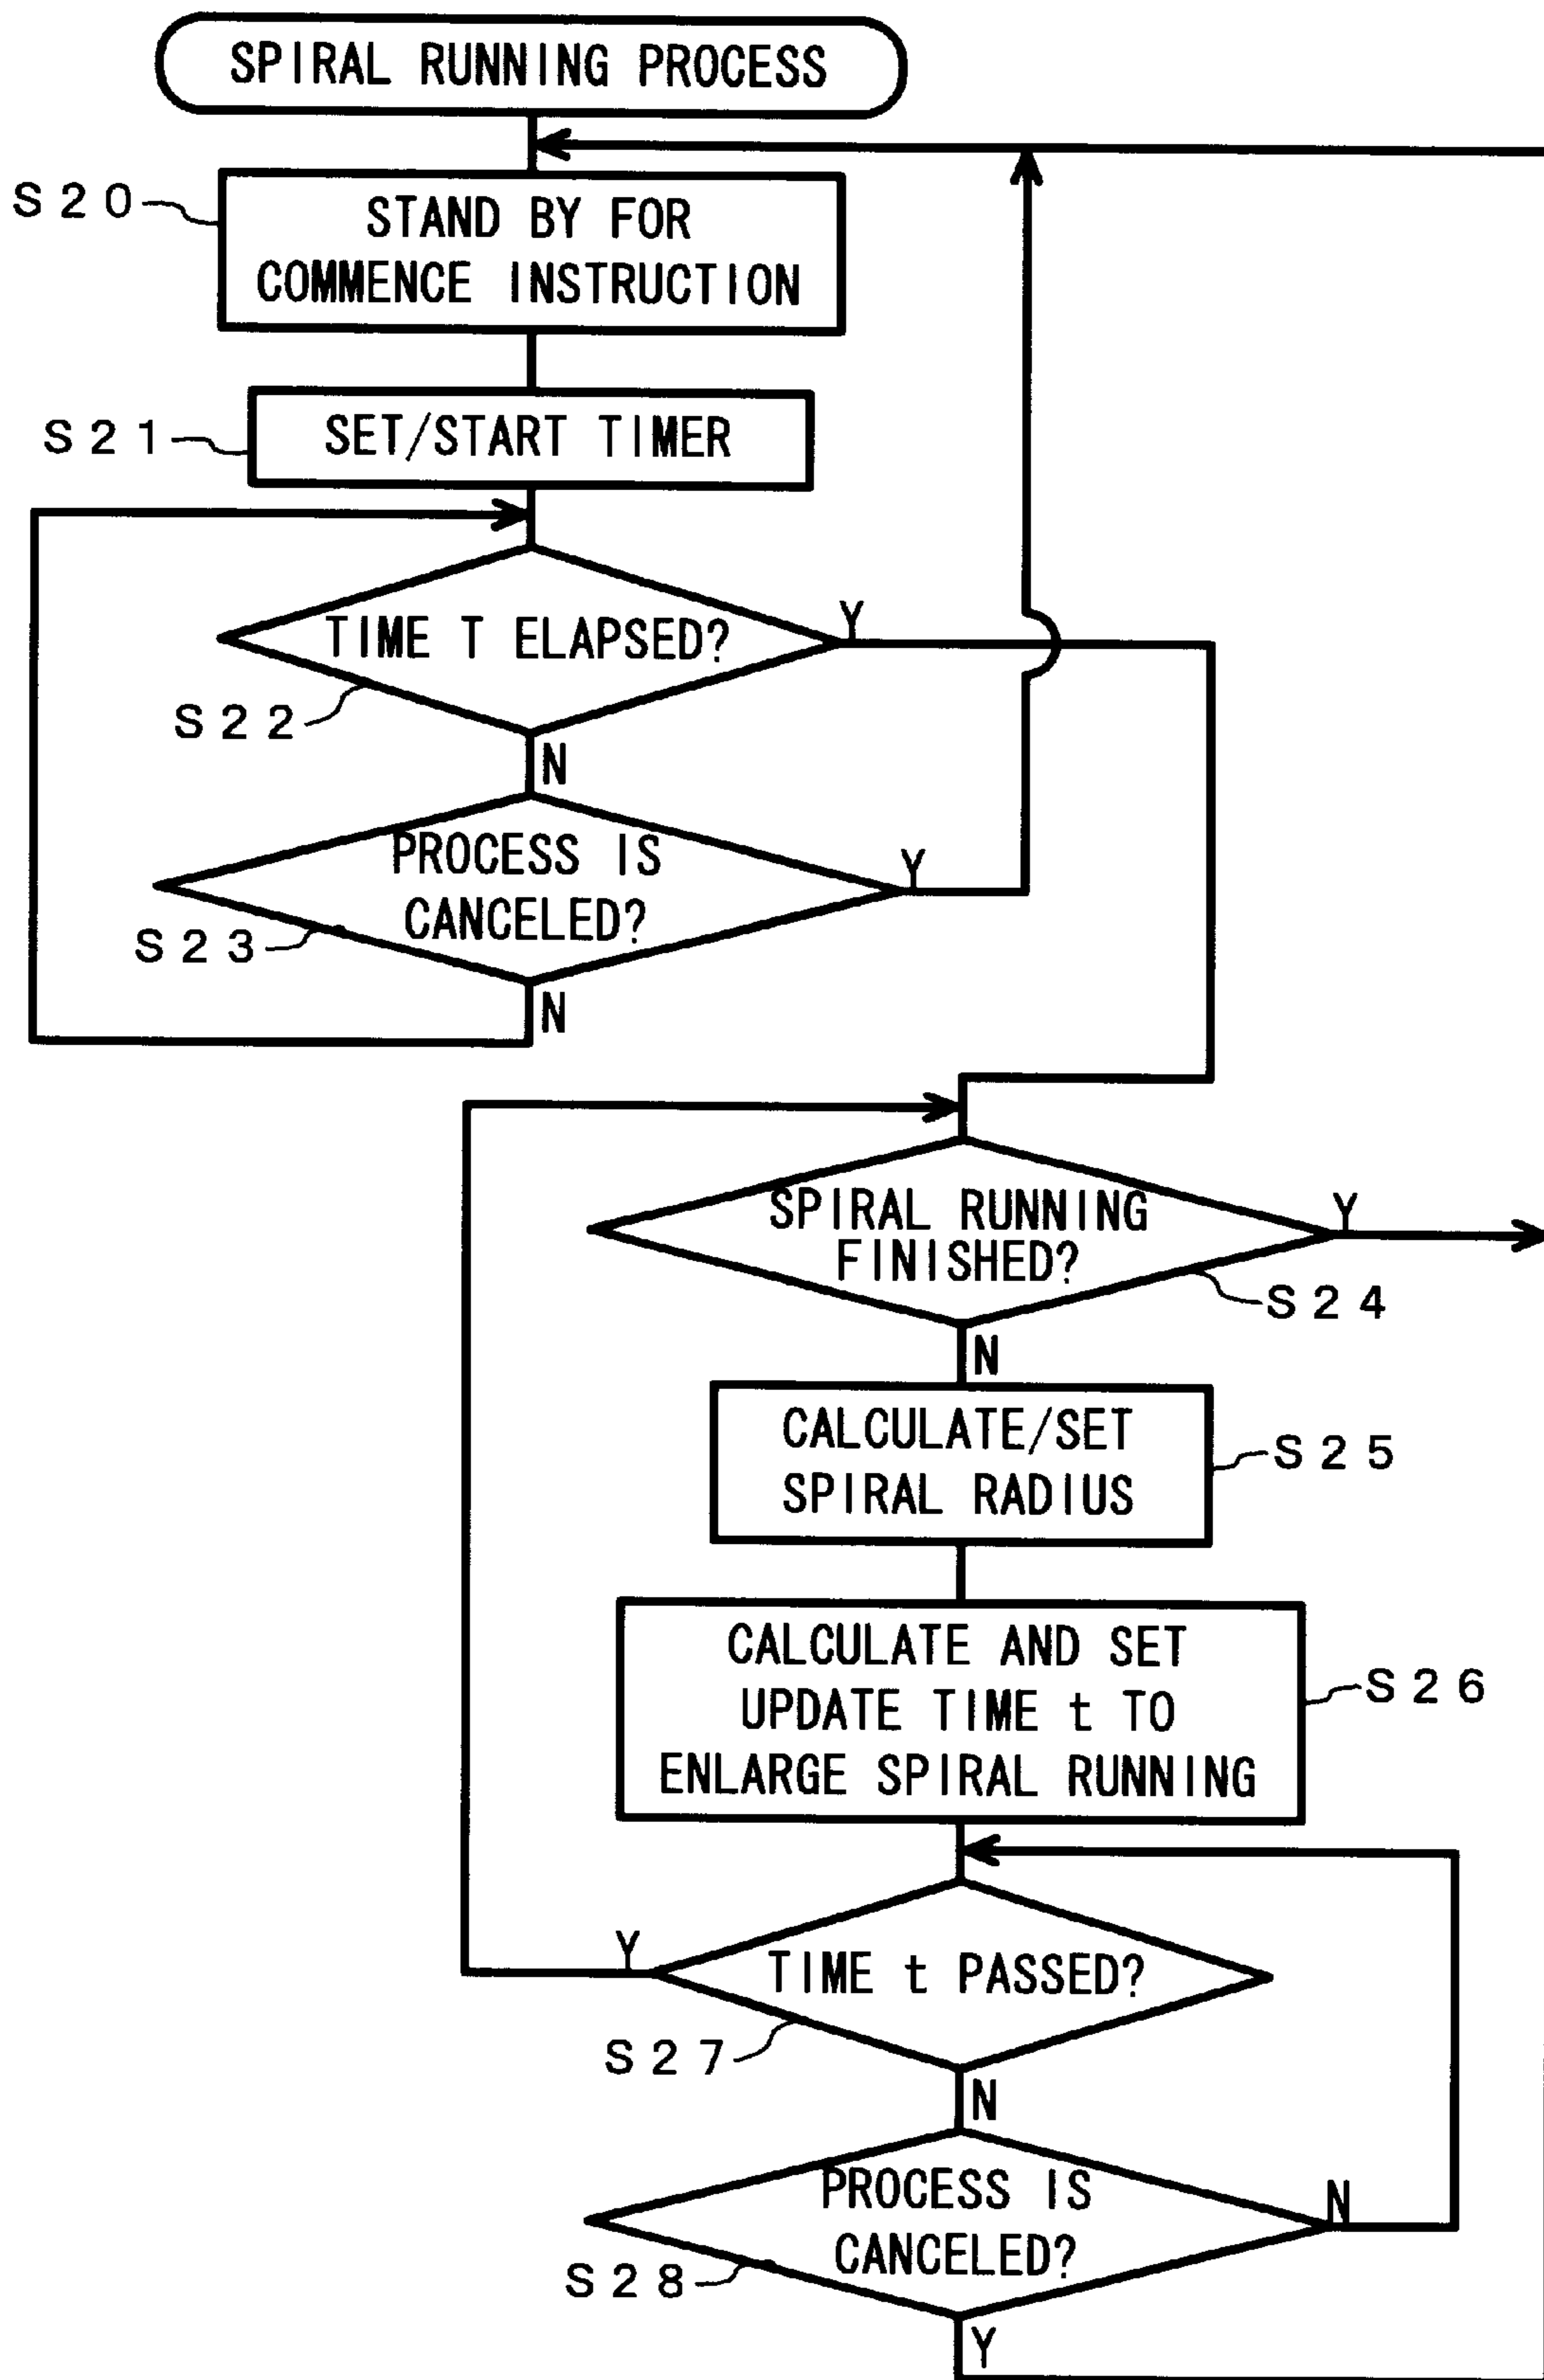 SPIRAL RUNNING PROCESS
S20
STAND BY FOR
COMMENCE INSTRUCTION
S21
SET/START TIMER
TIME T ELAPSED?
Y
S22
N
PROCESS IS
CANCELED?
Y
S23
N
SPIRAL RUNNING
FINISHED?
Y
S24
N
CALCULATE/SET
SPIRAL RADIUS
S25
CALCULATE AND SET
UPDATE TIME t TO
ENLARGE SPIRAL RUNNING
S26
Y
TIME t PASSED?
S27
N
PROCESS IS
CANCELED?
N
S28
Y